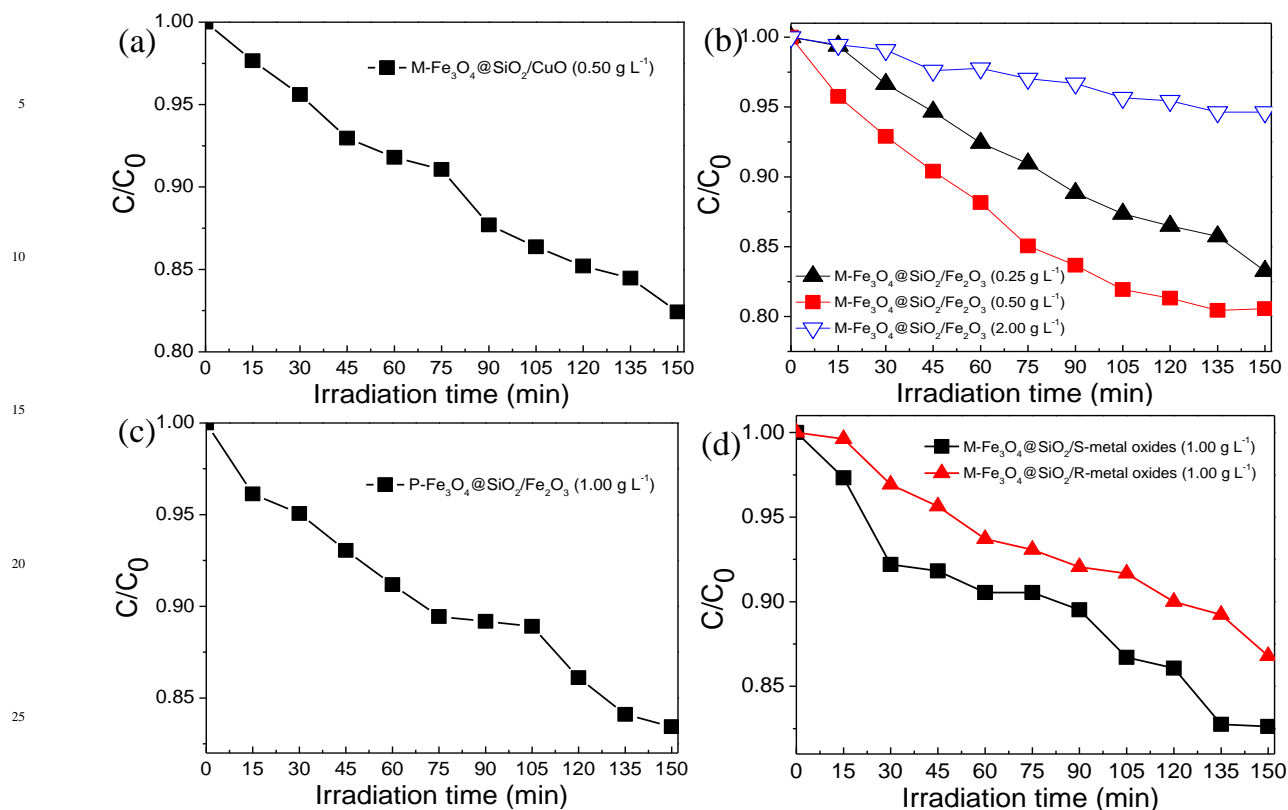 (a)
M-Fe₃O₄@SiO₂/CuO (0.50 g L⁻¹)
C/C₀
1.00
0.95
0.90
0.85
0.80
0 15 30 45 60 75 90 105 120 135 150
Irradiation time (min)
(b)
C/C₀
1.00
0.95
0.90
0.85
0.80
M-Fe₃O₄@SiO₂/Fe₂O₃ (0.25 g L⁻¹)
M-Fe₃O₄@SiO₂/Fe₂O₃ (0.50 g L⁻¹)
M-Fe₃O₄@SiO₂/Fe₂O₃ (2.00 g L⁻¹)
0 15 30 45 60 75 90 105 120 135 150
Irradiation time (min)
(c)
P-Fe₃O₄@SiO₂/Fe₂O₃ (1.00 g L⁻¹)
C/C₀
1.00
0.95
0.90
0.85
0 15 30 45 60 75 90 105 120 135 150
Irradiation time (min)
(d)
M-Fe₃O₄@SiO₂/S-metal oxides (1.00 g L⁻¹)
M-Fe₃O₄@SiO₂/R-metal oxides (1.00 g L⁻¹)
C/C₀
1.00
0.95
0.90
0.85
0 15 30 45 60 75 90 105 120 135 150
Irradiation time (min)
5
10
15
20
25